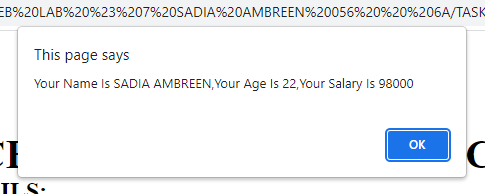 EB%20LAB%20%23%207%20SADIA%20AMBREEN%20056%20%20%206A/TASK
This page says
Your Name Is SADIA AMBREEN,Your Age Is 22,Your Salary Is 98000
OK